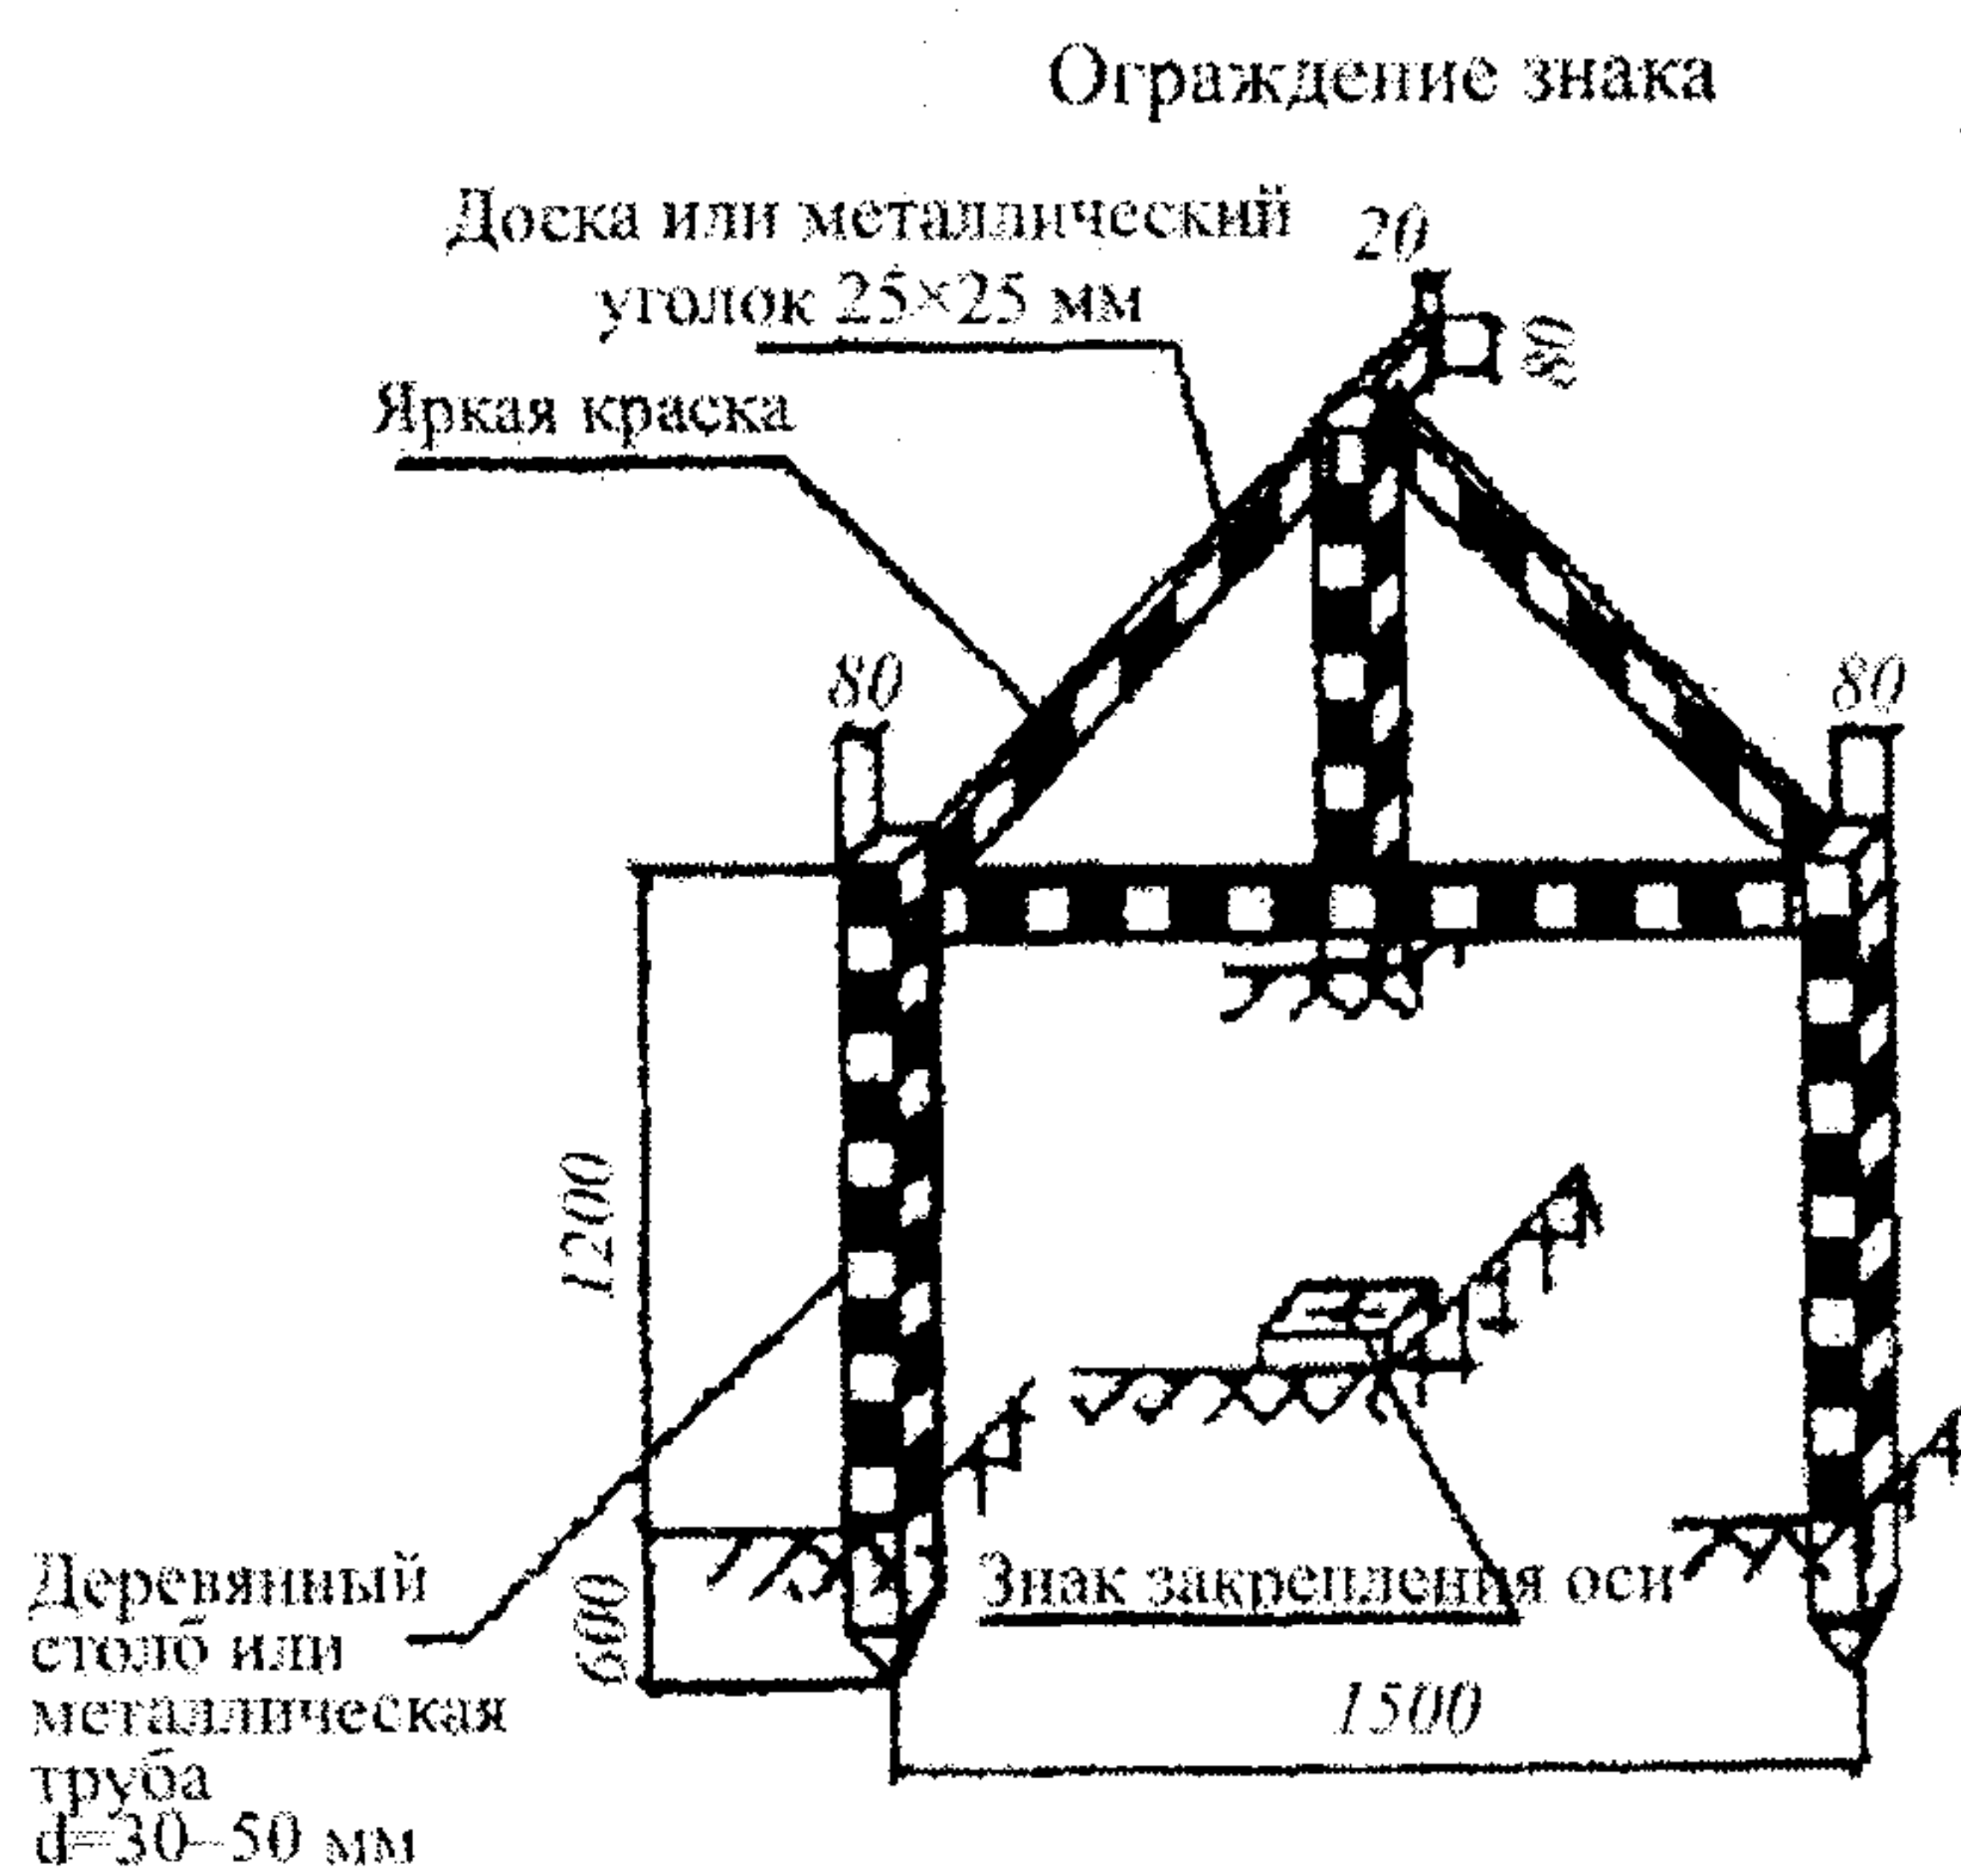 Ограждение знака
Доска или металлический
уголок 25×25 мм
20
80
Яркая краска
80
80
1200
600
Деревянный
столб или
металлическая
труба
d=30–50 мм
Знак закрепления оси
1500